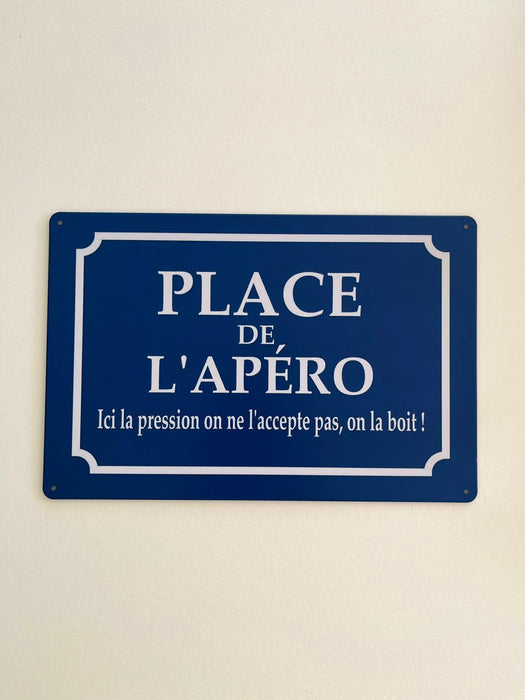 PLACE
DE
L'APÉRO
Ici la pression on ne l'accepte pas, on la boit !